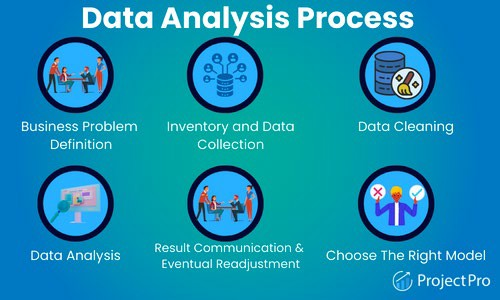 Data Analysis Process
Business Problem
Definition
Inventory and Data
Collection
Data Cleaning
Data Analysis
Result Communication &
Eventual Readjustment
Choose The Right Model
ProjectPro